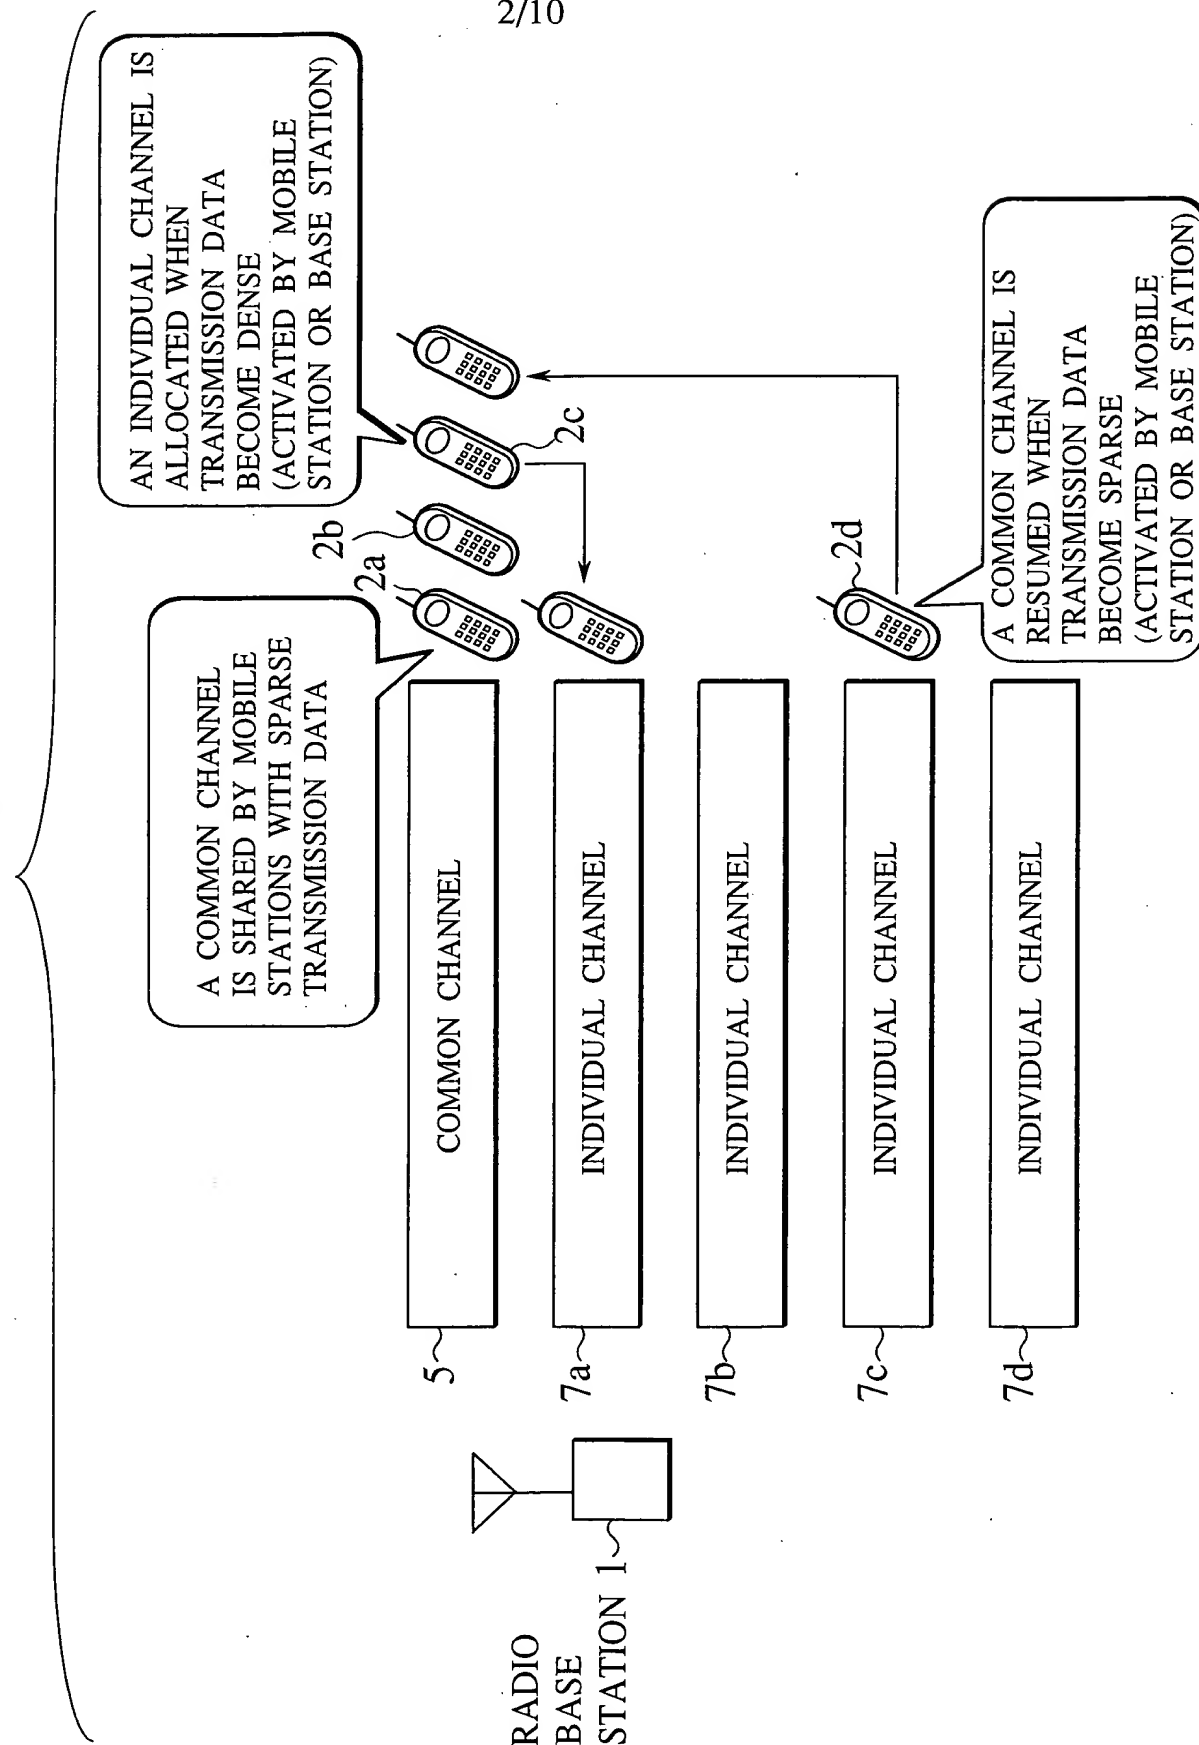 2/10
AN INDIVIDUAL CHANNEL IS
ALLOCATED WHEN
TRANSMISSION DATA
BECOME DENSE
(ACTIVATED BY MOBILE
STATION OR BASE STATION)
A COMMON CHANNEL
IS SHARED BY MOBILE
STATIONS WITH SPARSE
TRANSMISSION DATA
2a
2b
2c
5
COMMON CHANNEL
7a
INDIVIDUAL CHANNEL
7b
INDIVIDUAL CHANNEL
7c
INDIVIDUAL CHANNEL
2d
7d
INDIVIDUAL CHANNEL
A COMMON CHANNEL IS
RESUMED WHEN
TRANSMISSION DATA
BECOME SPARSE
(ACTIVATED BY MOBILE
STATION OR BASE STATION)
RADIO
BASE
STATION 1